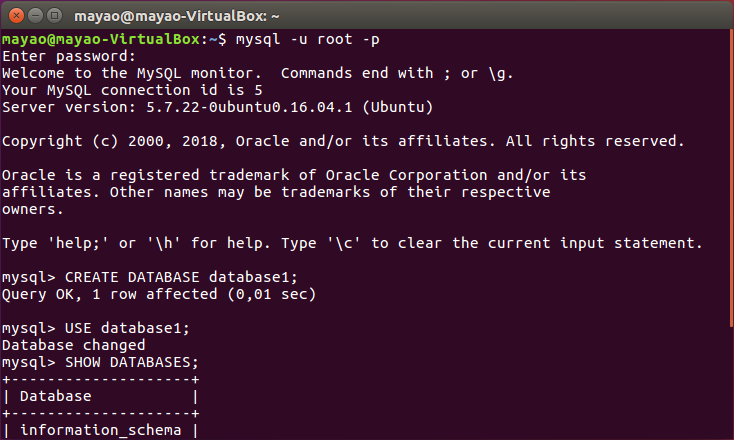 mayao@mayao-VirtualBox: ~
mayao@mayao-VirtualBox:~$ mysql -u root -p
Enter password:
Welcome to the MySQL monitor.  Commands end with ; or \g.
Your MySQL connection id is 5
Server version: 5.7.22-0ubuntu0.16.04.1 (Ubuntu)

Copyright (c) 2000, 2018, Oracle and/or its affiliates. All rights reserved.

Oracle is a registered trademark of Oracle Corporation and/or its
affiliates. Other names may be trademarks of their respective
owners.

Type 'help;' or '\h' for help. Type '\c' to clear the current input statement.

mysql> CREATE DATABASE database1;
Query OK, 1 row affected (0,01 sec)

mysql> USE database1;
Database changed
mysql> SHOW DATABASES;
+--------------------+
| Database           |
+--------------------+
| information_schema |